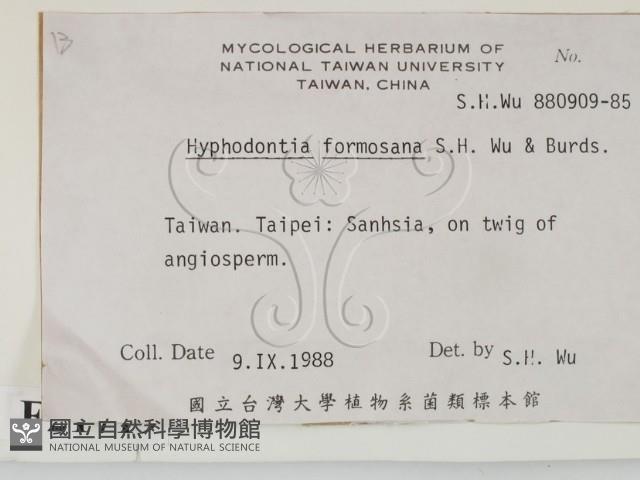 13
MYCOLOGICAL HERBARIUM OF
NATIONAL TAIWAN UNIVERSITY
TAIWAN, CHINA
No.
S.H.Wu 880909-85
Hyphodontia formosana S.H. Wu & Burds.
Taiwan. Taipei: Sanhsia, on twig of
angiosperm.
Coll. Date 9.IX.1988
Det. by S.H. Wu
國立台灣大學植物系菌類標本館
國立自然科學博物館
NATIONAL MUSEUM OF NATURAL SCIENCE